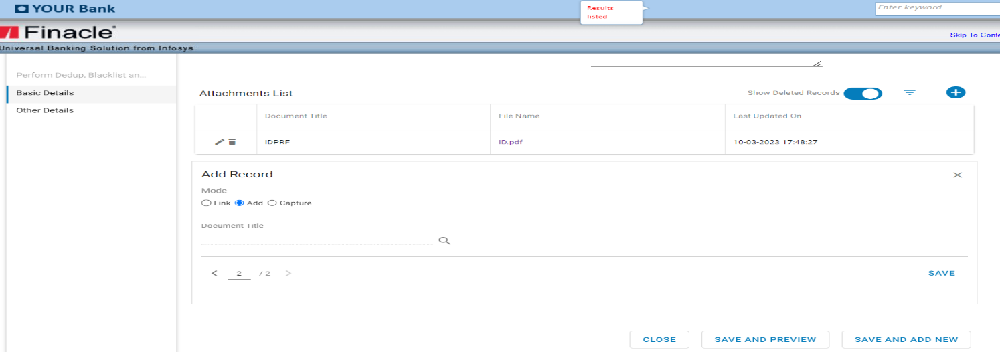 YOUR Bank
Results
listed
Enter keyword
Finacle
Skip To Conte
Universal Banking Solution from Infosys
Perform Dedup, Blacklist an...
Basic Details
Other Details
Attachments List
Show Deleted Records
Document Title File Name Last Updated On
IDPRF ID.pdf 10-03-2023 17:48:27
Add Record
Mode
Link Add Capture
Document Title
< 2 / 2 >
SAVE
CLOSE SAVE AND PREVIEW SAVE AND ADD NEW